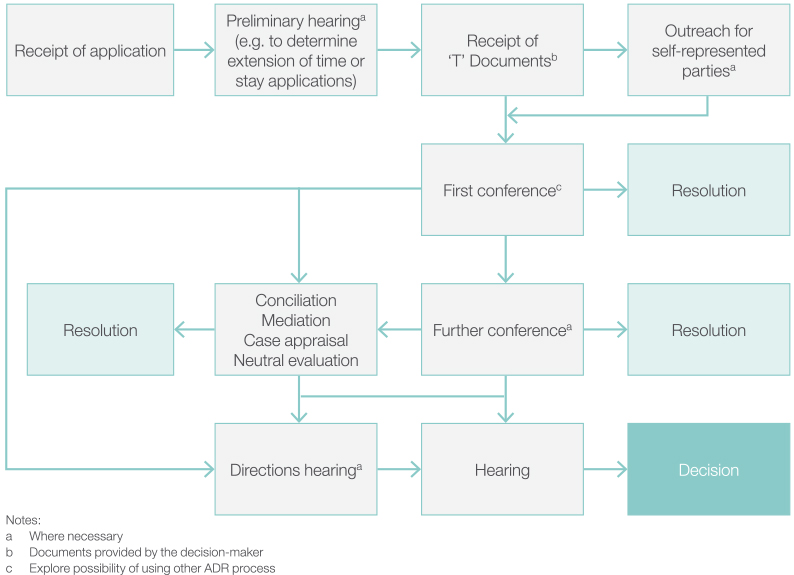 Receipt of application
Preliminary hearingᵃ
(e.g. to determine
extension of time or
stay applications)
Receipt of
‘T’ Documentsᵇ
Outreach for
self-represented
partiesᵃ
First conferenceᶜ
Resolution
Resolution
Conciliation
Mediation
Case appraisal
Neutral evaluation
Further conferenceᵃ
Resolution
Directions hearingᵃ
Hearing
Decision
Notes:
a Where necessary
b Documents provided by the decision-maker
c Explore possibility of using other ADR process